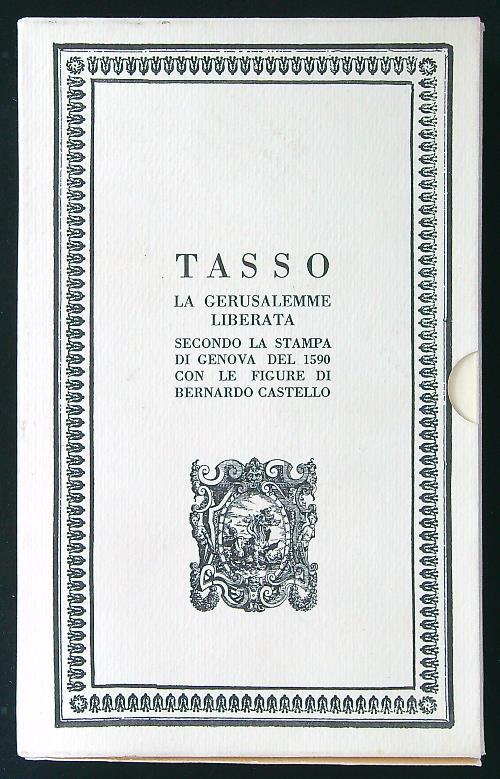 TASSO
LA GERUSALEMME
LIBERATA
SECONDO LA STAMPA
DI GENOVA DEL 1590
CON LE FIGURE DI
BERNARDO CASTELLO